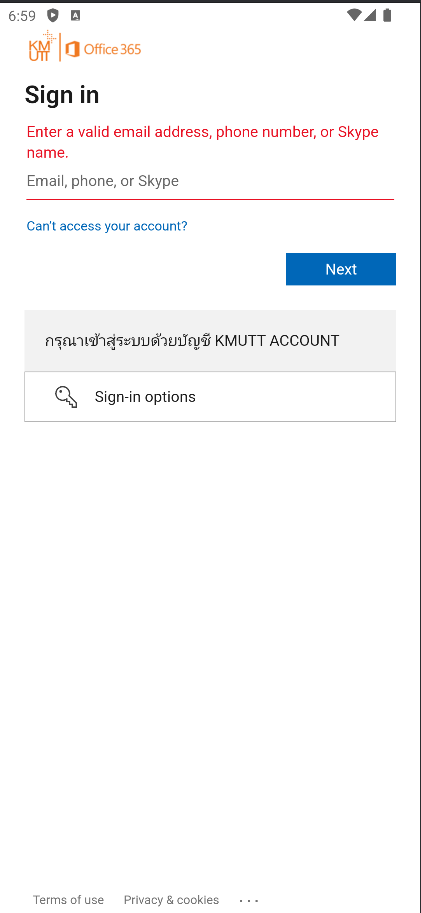 6:59
KM
UTT
Office 365
Sign in
Enter a valid email address, phone number, or Skype
name.
Email, phone, or Skype
Can't access your account?
Next
กรุณาเข้าสู่ระบบด้วยบัญชี KMUTT ACCOUNT
Sign-in options
Terms of use Privacy & cookies ...